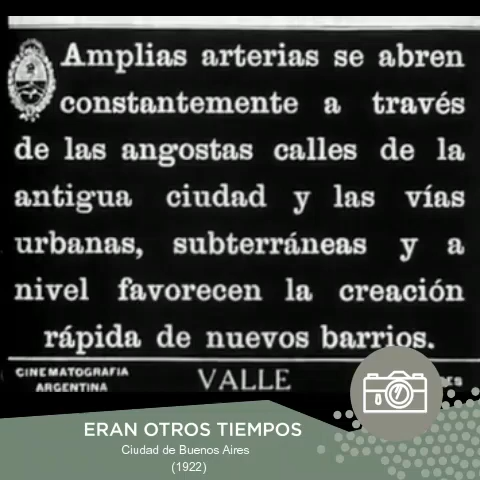 Amplias arterias se abren
constantemente a través
de las angostas calles de la
antigua ciudad y las vías
urbanas, subterráneas y a
nivel favorecen la creación
rápida de nuevos barrios.
CINEMATOGRAFIA
ARGENTINA
VALLE
ERAN OTROS TIEMPOS
Ciudad de Buenos Aires
(1922)